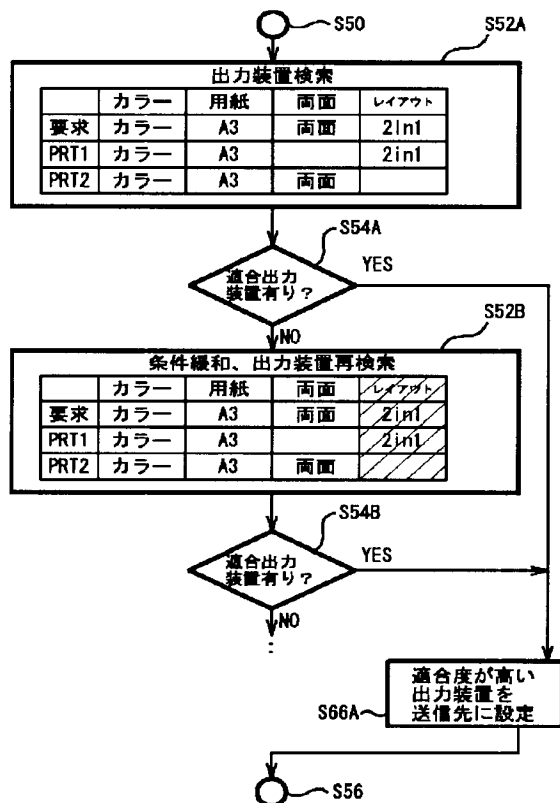 S50
S52A
出力装置検索
カラー 用紙 両面 レイアウト
要求 カラー A3 両面 2in1
PRT1 カラー A3 2in1
PRT2 カラー A3 両面
S54A
適合出力
装置有り?
YES
NO
S52B
条件緩和、出力装置再検索
カラー 用紙 両面 レイアウト
要求 カラー A3 両面 2in1
PRT1 カラー A3 2in1
PRT2 カラー A3 両面
S54B
適合出力
装置有り?
YES
NO
:
適合度が高い
出力装置を
送信先に設定
S66A
S56